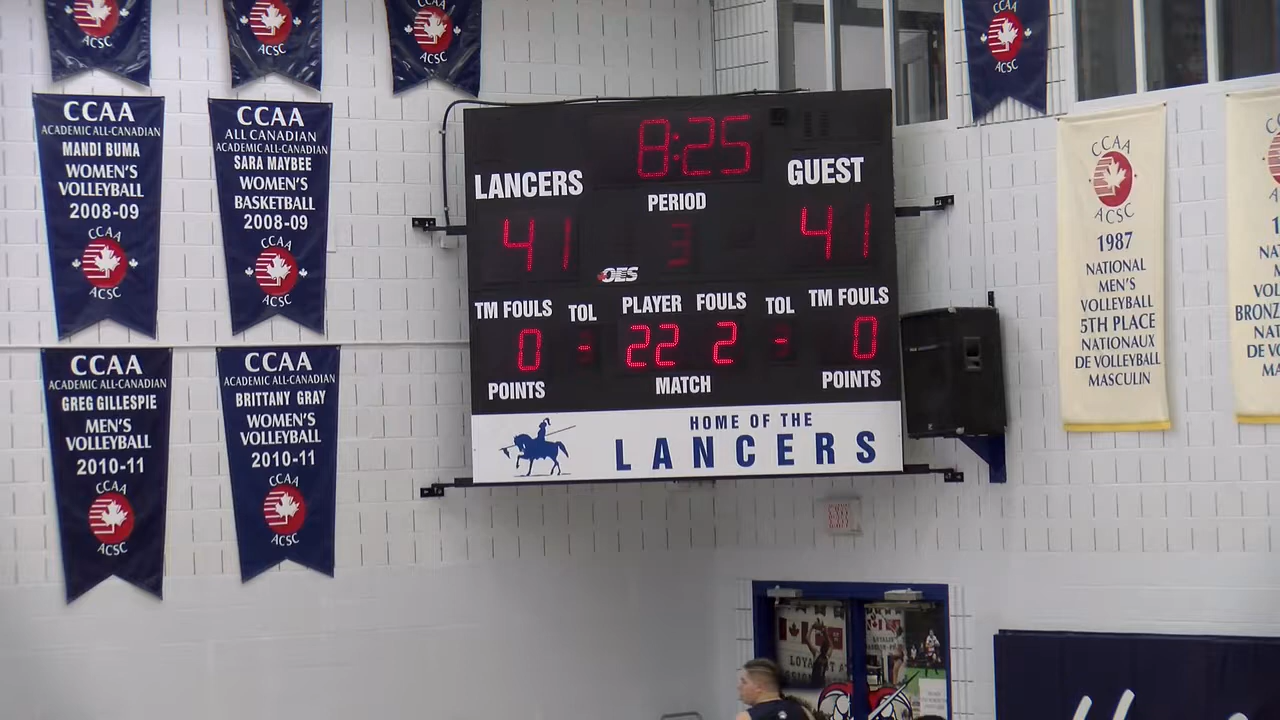 ACSC
ACSC
CCAA
ACSC
CCAA
ACSC
CCAA
ACADEMIC ALL-CANADIAN
MANDI BUMA
WOMEN'S
VOLLEYBALL
2008-09
CCAA
ACSC
CCAA
ALL CANADIAN
ACADEMIC ALL-CANADIAN
SARA MAYBEE
WOMEN'S
BASKETBALL
2008-09
CCAA
ACSC
CCAA
ACADEMIC ALL-CANADIAN
GREG GILLESPIE
MEN'S
VOLLEYBALL
2010-11
CCAA
ACSC
CCAA
ACADEMIC ALL-CANADIAN
BRITTANY GRAY
WOMEN'S
VOLLEYBALL
2010-11
CCAA
ACSC
8:25
LANCERS
GUEST
PERIOD
41
3
41
OES
TM FOULS
TOL
PLAYER
FOULS
TOL
TM FOULS
0
22
2
0
POINTS
MATCH
POINTS
HOME OF THE
LANCERS
CCAA
ACSC
1987
NATIONAL
MEN'S
VOLLEYBALL
5TH PLACE
NATIONAUX
DE VOLLEYBALL
MASCULIN
BRONZ